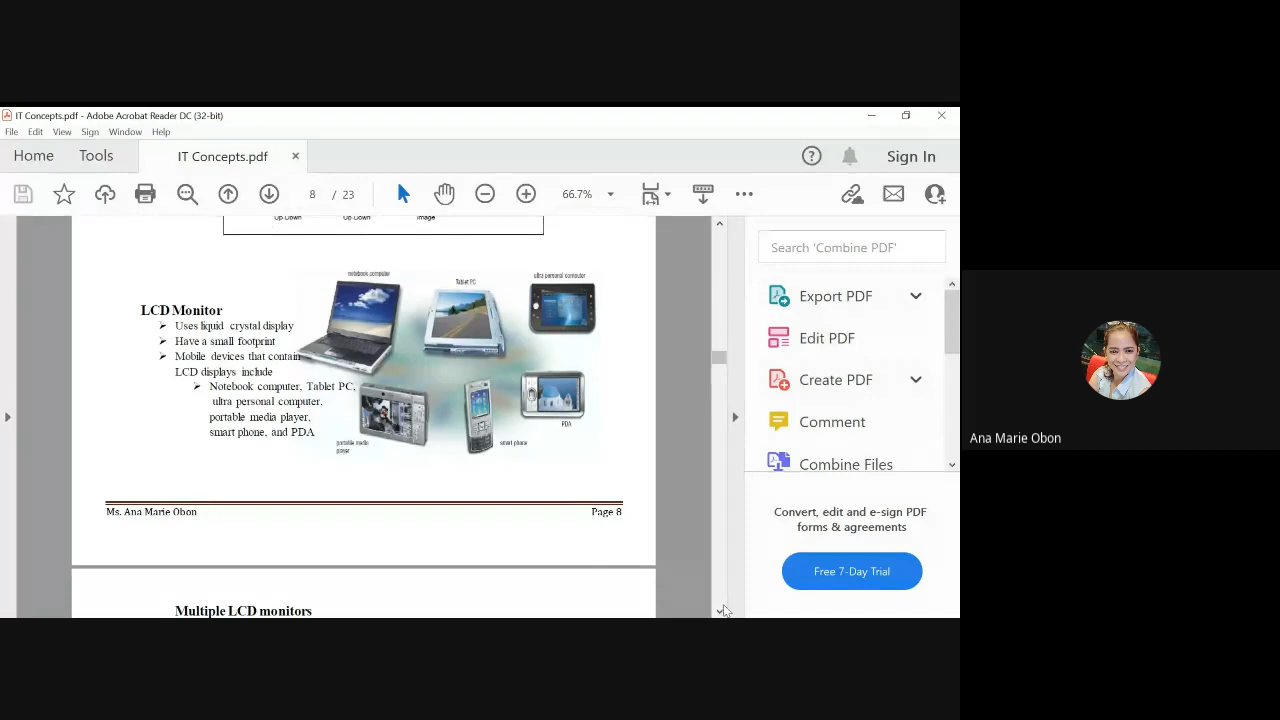 IT Concepts.pdf - Adobe Acrobat Reader DC (32-bit)
File Edit View Sign Window Help
Home Tools IT Concepts.pdf × Sign In
8 / 23 66.7%
Up-Down Up-Down Image
notebook computer
Tablet PC
ultra personal computer
LCD Monitor
Uses liquid crystal display
Have a small footprint
Mobile devices that contain
LCD displays include
Notebook computer, Tablet PC,
ultra personal computer,
portable media player,
smart phone, and PDA
PDA
portable media
player
smart phone
Ms. Ana Marie Obon Page 8
Multiple LCD monitors
Search 'Combine PDF'
Export PDF
Edit PDF
Create PDF
Comment
Combine Files
Convert, edit and e-sign PDF
forms & agreements
Free 7-Day Trial
Ana Marie Obon